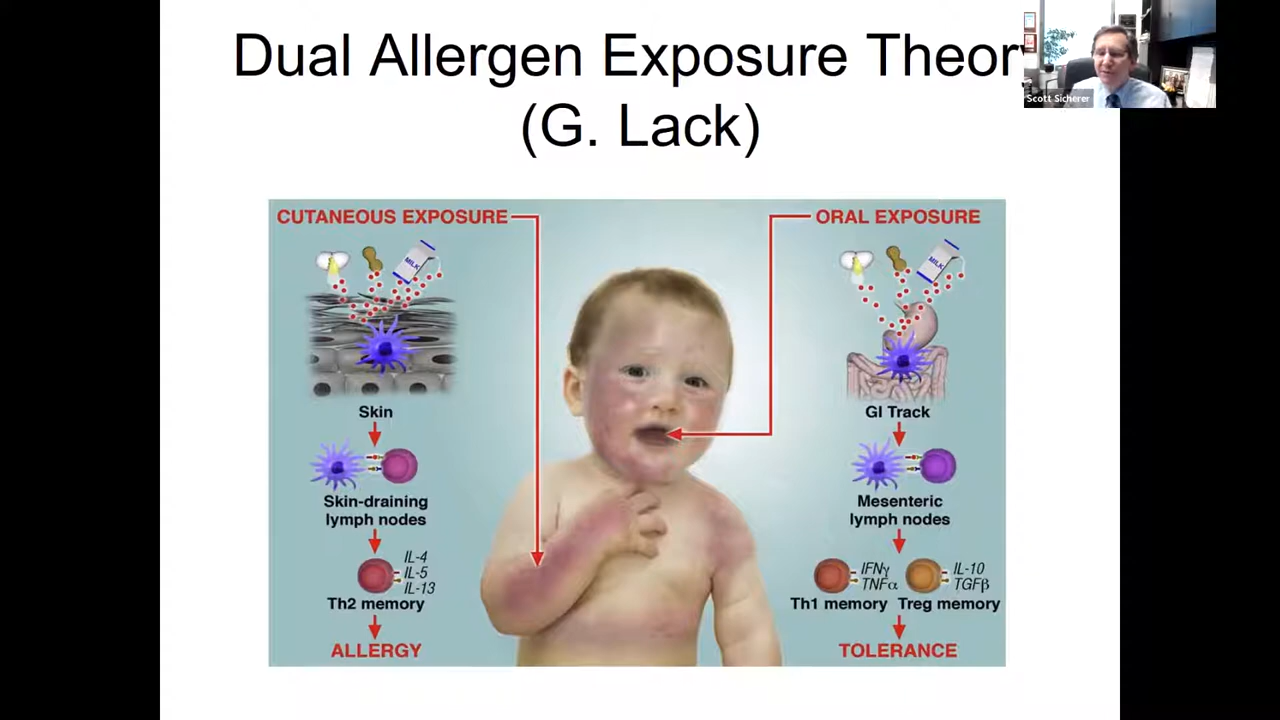 Dual Allergen Exposure Theory
(G. Lack)
Scott Sicherer
CUTANEOUS EXPOSURE
MILK
Skin
Skin-draining
lymph nodes
IL-4
IL-5
IL-13
Th2 memory
ALLERGY
ORAL EXPOSURE
MILK
GI Track
Mesenteric
lymph nodes
IFNγ
TNFα
IL-10
TGFβ
Th1 memory
Treg memory
TOLERANCE